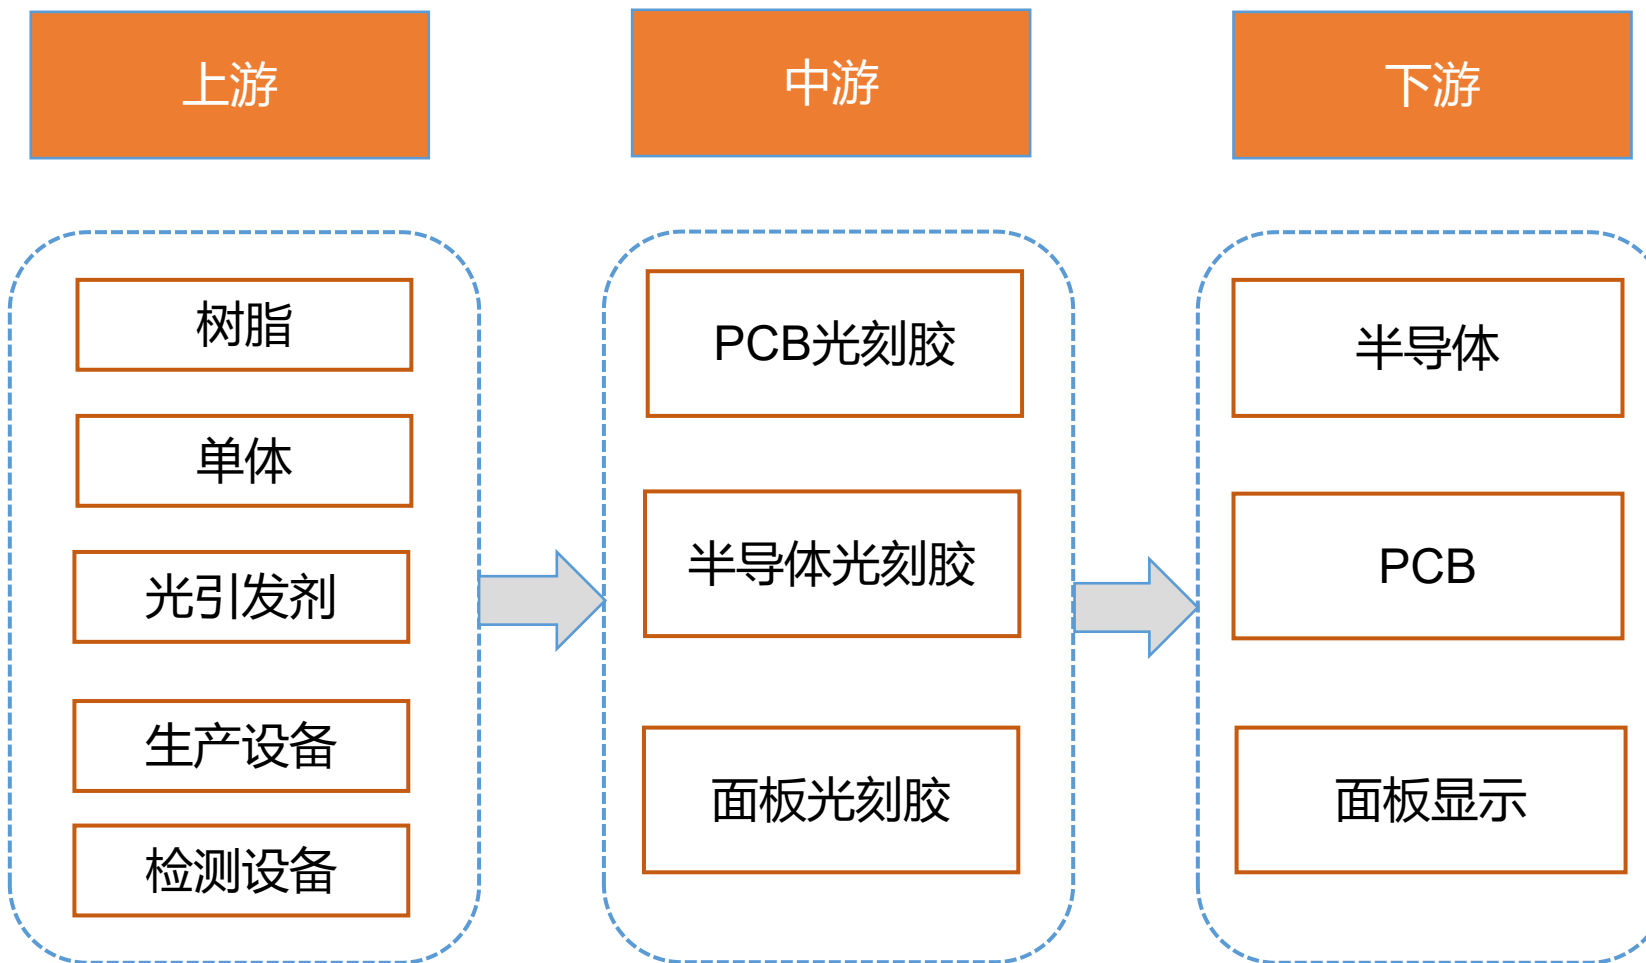 上游
中游
下游
树脂
单体
光引发剂
生产设备
检测设备
PCB光刻胶
半导体光刻胶
面板光刻胶
半导体
PCB
面板显示